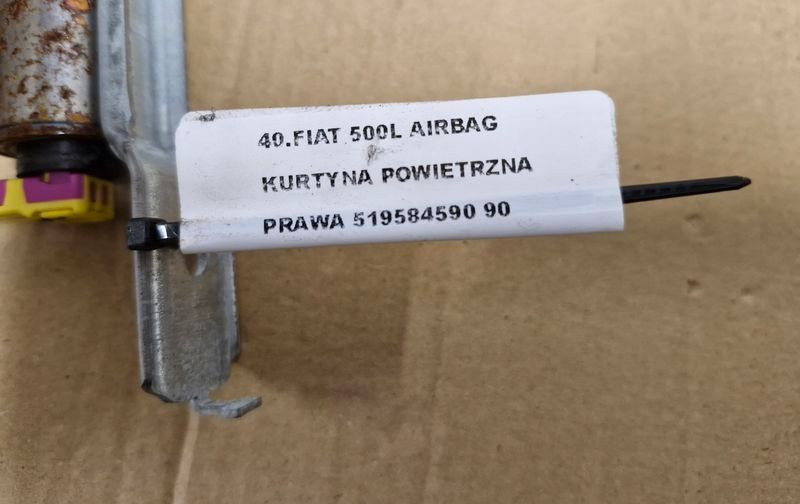 40.FIAT 500L AIRBAG
KURTYNA POWIETRZNA
PRAWA 519584590 90